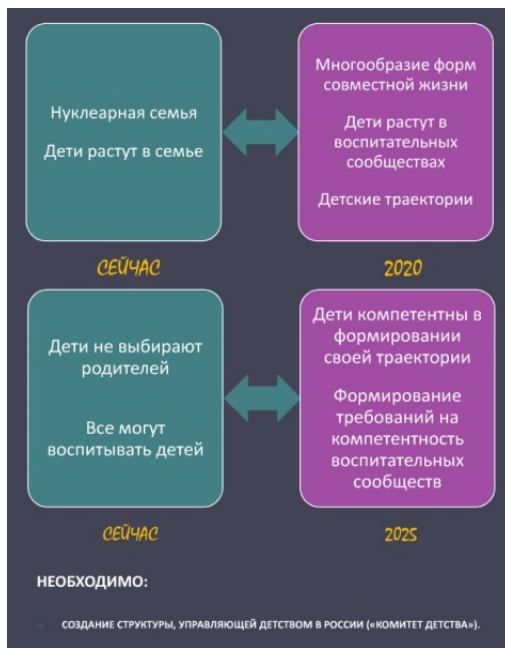 Нуклеарная семья
Дети растут в семье
Многообразие форм
совместной жизни
Дети растут в
воспитательных
сообществах
Детские траектории
СЕЙЧАС
2020
Дети не выбирают
родителей
Все могут
воспитывать детей
Дети компетентны в
формировании
своей траектории
Формирование
требований на
компетентность
воспитательных
сообществ
СЕЙЧАС
2025
НЕОБХОДИМО:
СОЗДАНИЕ СТРУКТУРЫ, УПРАВЛЯЮЩЕЙ ДЕТСТВОМ В РОССИИ («КОМИТЕТ ДЕТСТВА»).